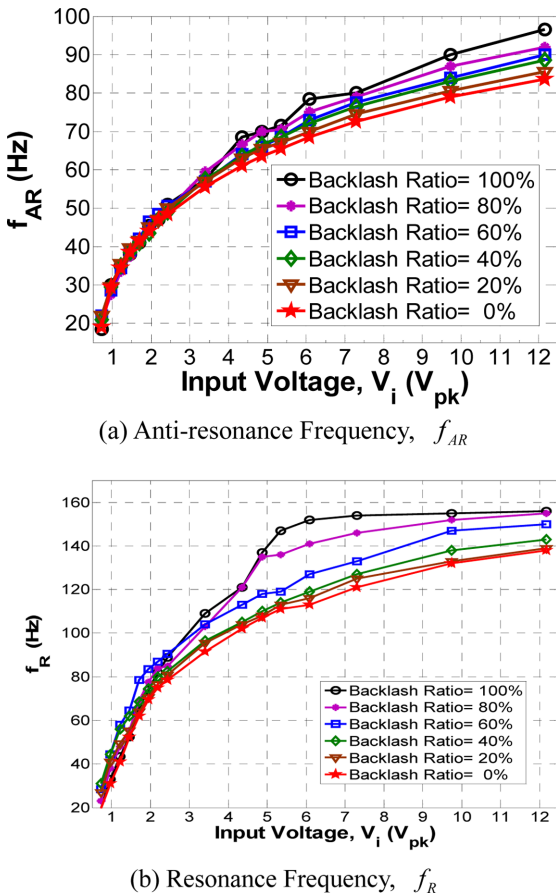 100
90
80
70
60
50
40
30
20
f_AR (Hz)
Backlash Ratio= 100%
Backlash Ratio= 80%
Backlash Ratio= 60%
Backlash Ratio= 40%
Backlash Ratio= 20%
Backlash Ratio= 0%
1 2 3 4 5 6 7 8 9 10 11 12
Input Voltage, V_i (V_pk)
(a) Anti-resonance Frequency, f_AR
160
140
120
100
80
60
40
20
f_R (Hz)
Backlash Ratio= 100%
Backlash Ratio= 80%
Backlash Ratio= 60%
Backlash Ratio= 40%
Backlash Ratio= 20%
Backlash Ratio= 0%
1 2 3 4 5 6 7 8 9 10 11 12
Input Voltage, V_i (V_pk)
(b) Resonance Frequency, f_R